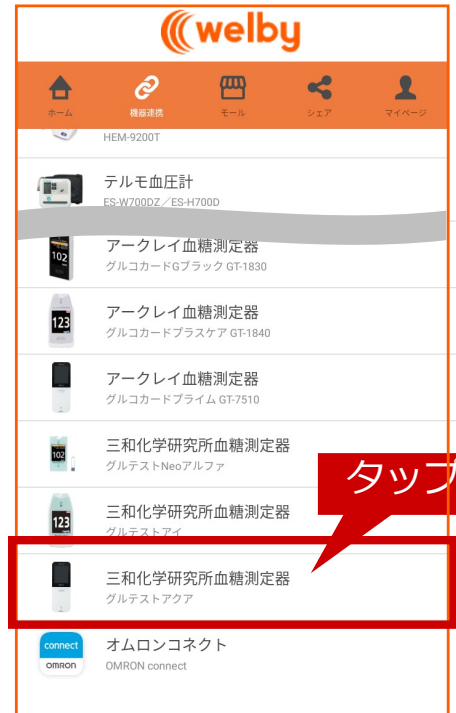 welby
ホーム
機器連携
モール
シェア
マイページ
HEM-9200T
テルモ血圧計
ES-W700DZ／ES-H700D
102
アークレイ血糖測定器
グルコカードGブラック GT-1830
123
アークレイ血糖測定器
グルコカードプラスケア GT-1840
アークレイ血糖測定器
グルコカードプライム GT-7510
102
三和化学研究所血糖測定器
グルテストNeoアルファ
タップ
123
三和化学研究所血糖測定器
グルテストアイ
三和化学研究所血糖測定器
グルテストアクア
connect
OMRON
オムロンコネクト
OMRON connect